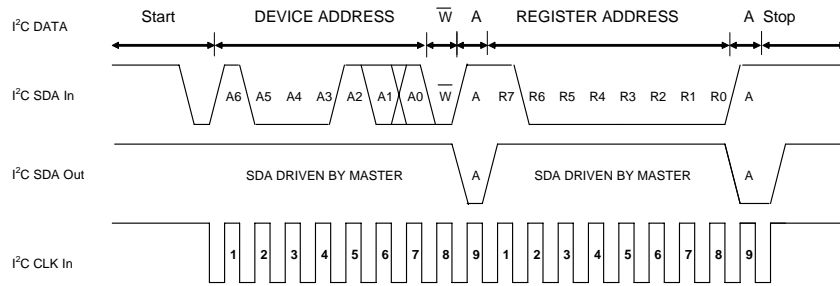 Start DEVICE ADDRESS W̅ A REGISTER ADDRESS A Stop
I²C DATA
I²C SDA In A6 A5 A4 A3 A2 A1 A0 W̅ A R7 R6 R5 R4 R3 R2 R1 R0 A
I²C SDA Out SDA DRIVEN BY MASTER A SDA DRIVEN BY MASTER A
1 2 3 4 5 6 7 8 9 1 2 3 4 5 6 7 8 9
I²C CLK In